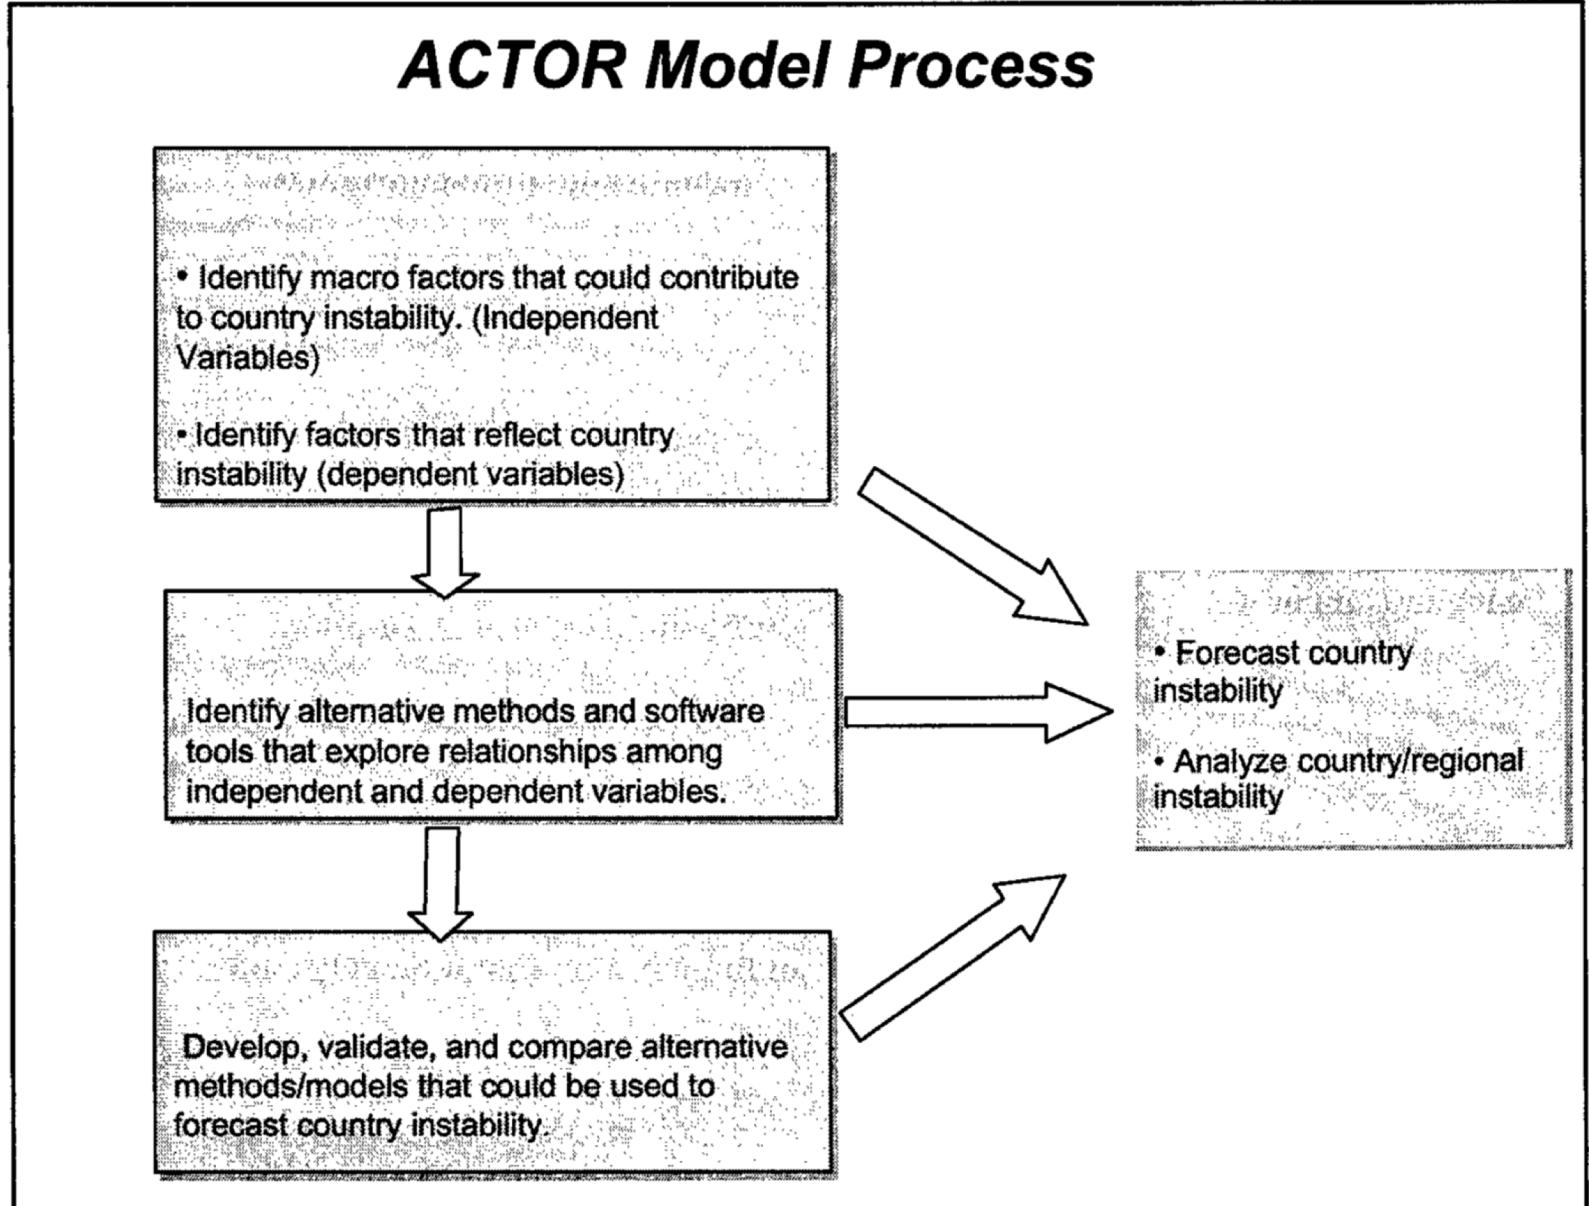 ACTOR Model Process
• Identify macro factors that could contribute
to country instability. (Independent
Variables)
• Identify factors that reflect country
instability (dependent variables)
Identify alternative methods and software
tools that explore relationships among
independent and dependent variables.
Develop, validate, and compare alternative
methods/models that could be used to
forecast country instability.
• Forecast country
instability
• Analyze country/regional
instability